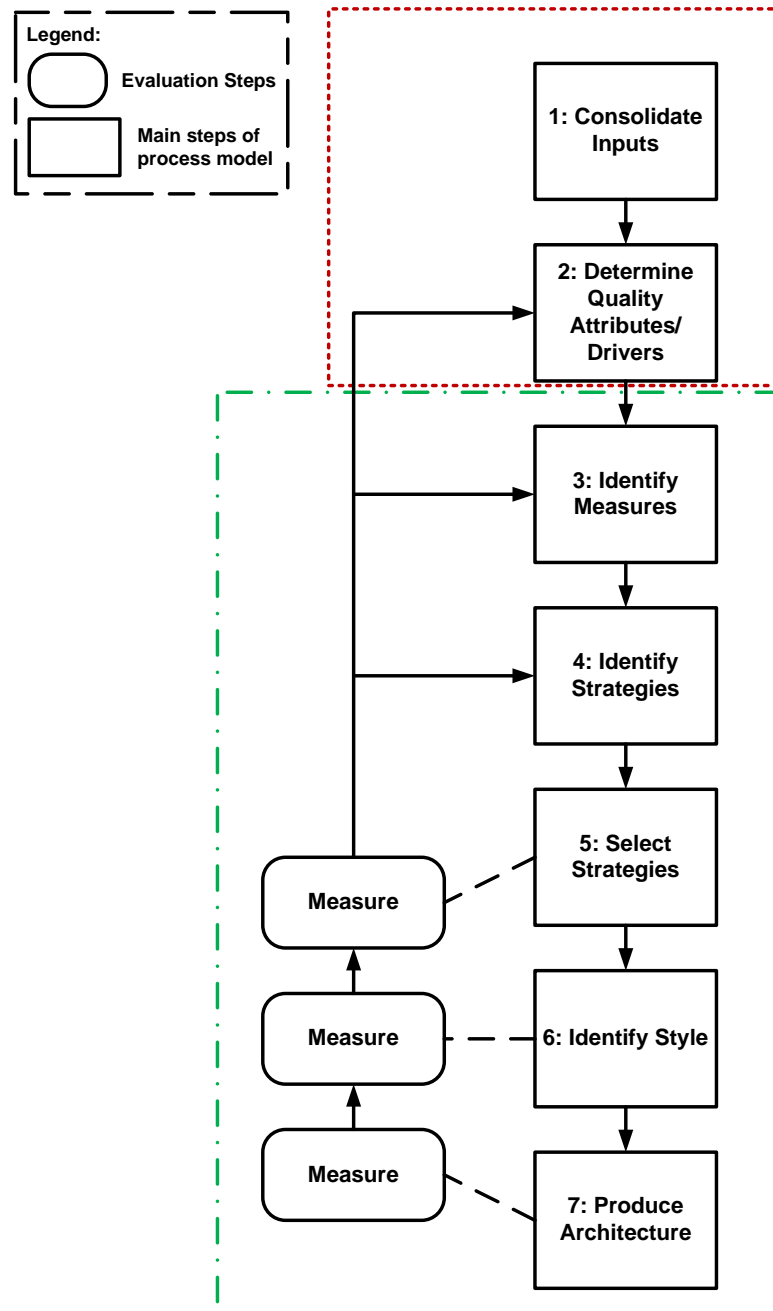 Legend:
Evaluation Steps
Main steps of
process model
1: Consolidate
Inputs
2: Determine
Quality
Attributes/
Drivers
3: Identify
Measures
4: Identify
Strategies
5: Select
Strategies
Measure
Measure
6: Identify Style
Measure
7: Produce
Architecture